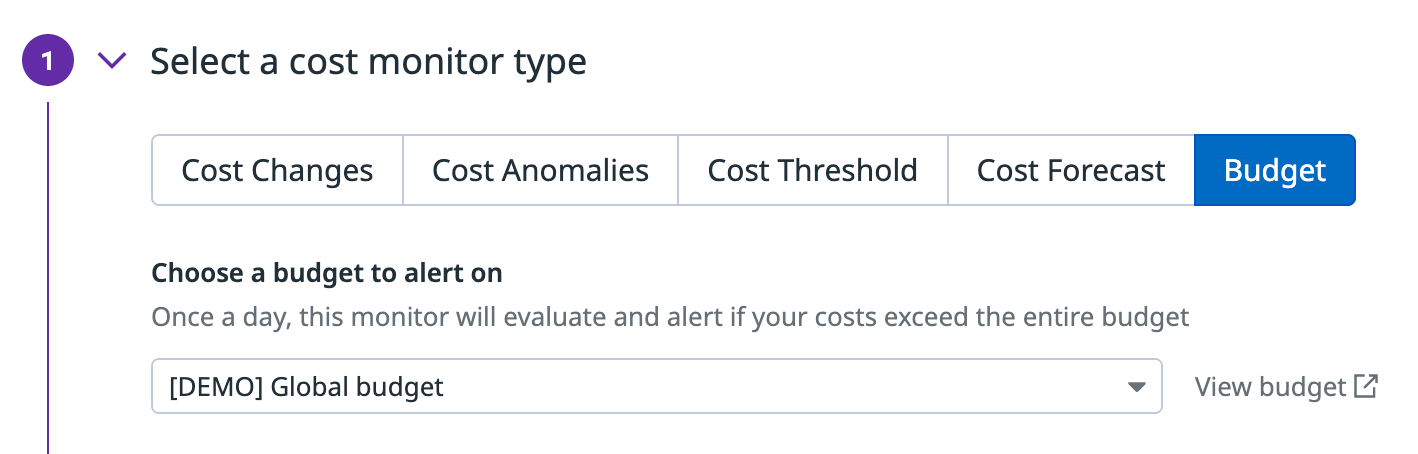 1 Select a cost monitor type
Cost Changes Cost Anomalies Cost Threshold Cost Forecast Budget
Choose a budget to alert on
Once a day, this monitor will evaluate and alert if your costs exceed the entire budget
[DEMO] Global budget View budget